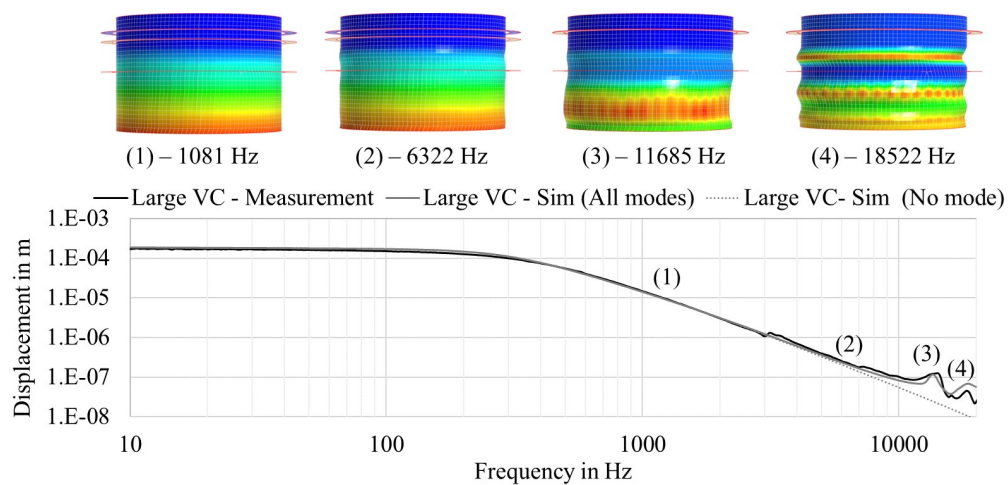 (1) – 1081 Hz (2) – 6322 Hz (3) – 11685 Hz (4) – 18522 Hz
Large VC - Measurement Large VC - Sim (All modes) Large VC- Sim (No mode)
Displacement in m
1.E-03
1.E-04
1.E-05
1.E-06
1.E-07
1.E-08
(1)
(2)
(3)
(4)
10 100 1000 10000
Frequency in Hz